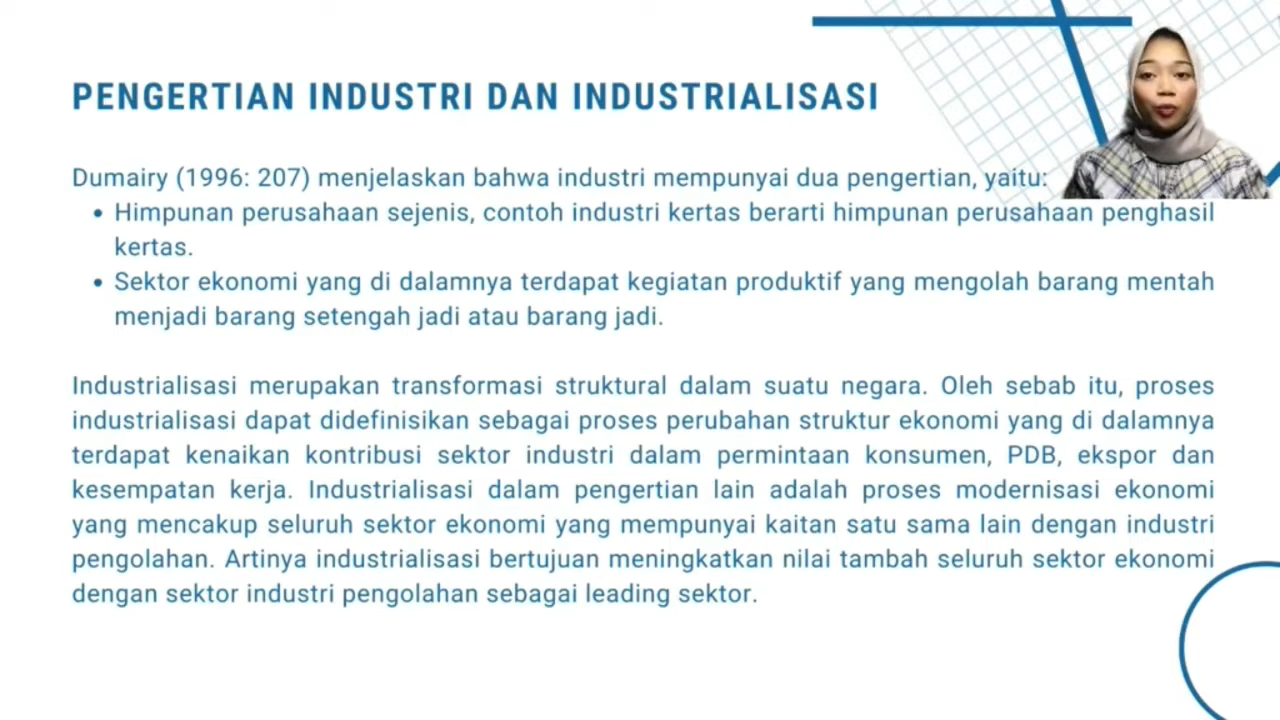 PENGERTIAN INDUSTRI DAN INDUSTRIALISASI
Dumairy (1996: 207) menjelaskan bahwa industri mempunyai dua pengertian, yaitu:
• Himpunan perusahaan sejenis, contoh industri kertas berarti himpunan perusahaan penghasil
kertas.
• Sektor ekonomi yang di dalamnya terdapat kegiatan produktif yang mengolah barang mentah
menjadi barang setengah jadi atau barang jadi.
Industrialisasi merupakan transformasi struktural dalam suatu negara. Oleh sebab itu, proses
industrialisasi dapat didefinisikan sebagai proses perubahan struktur ekonomi yang di dalamnya
terdapat kenaikan kontribusi sektor industri dalam permintaan konsumen, PDB, ekspor dan
kesempatan kerja. Industrialisasi dalam pengertian lain adalah proses modernisasi ekonomi
yang mencakup seluruh sektor ekonomi yang mempunyai kaitan satu sama lain dengan industri
pengolahan. Artinya industrialisasi bertujuan meningkatkan nilai tambah seluruh sektor ekonomi
dengan sektor industri pengolahan sebagai leading sektor.